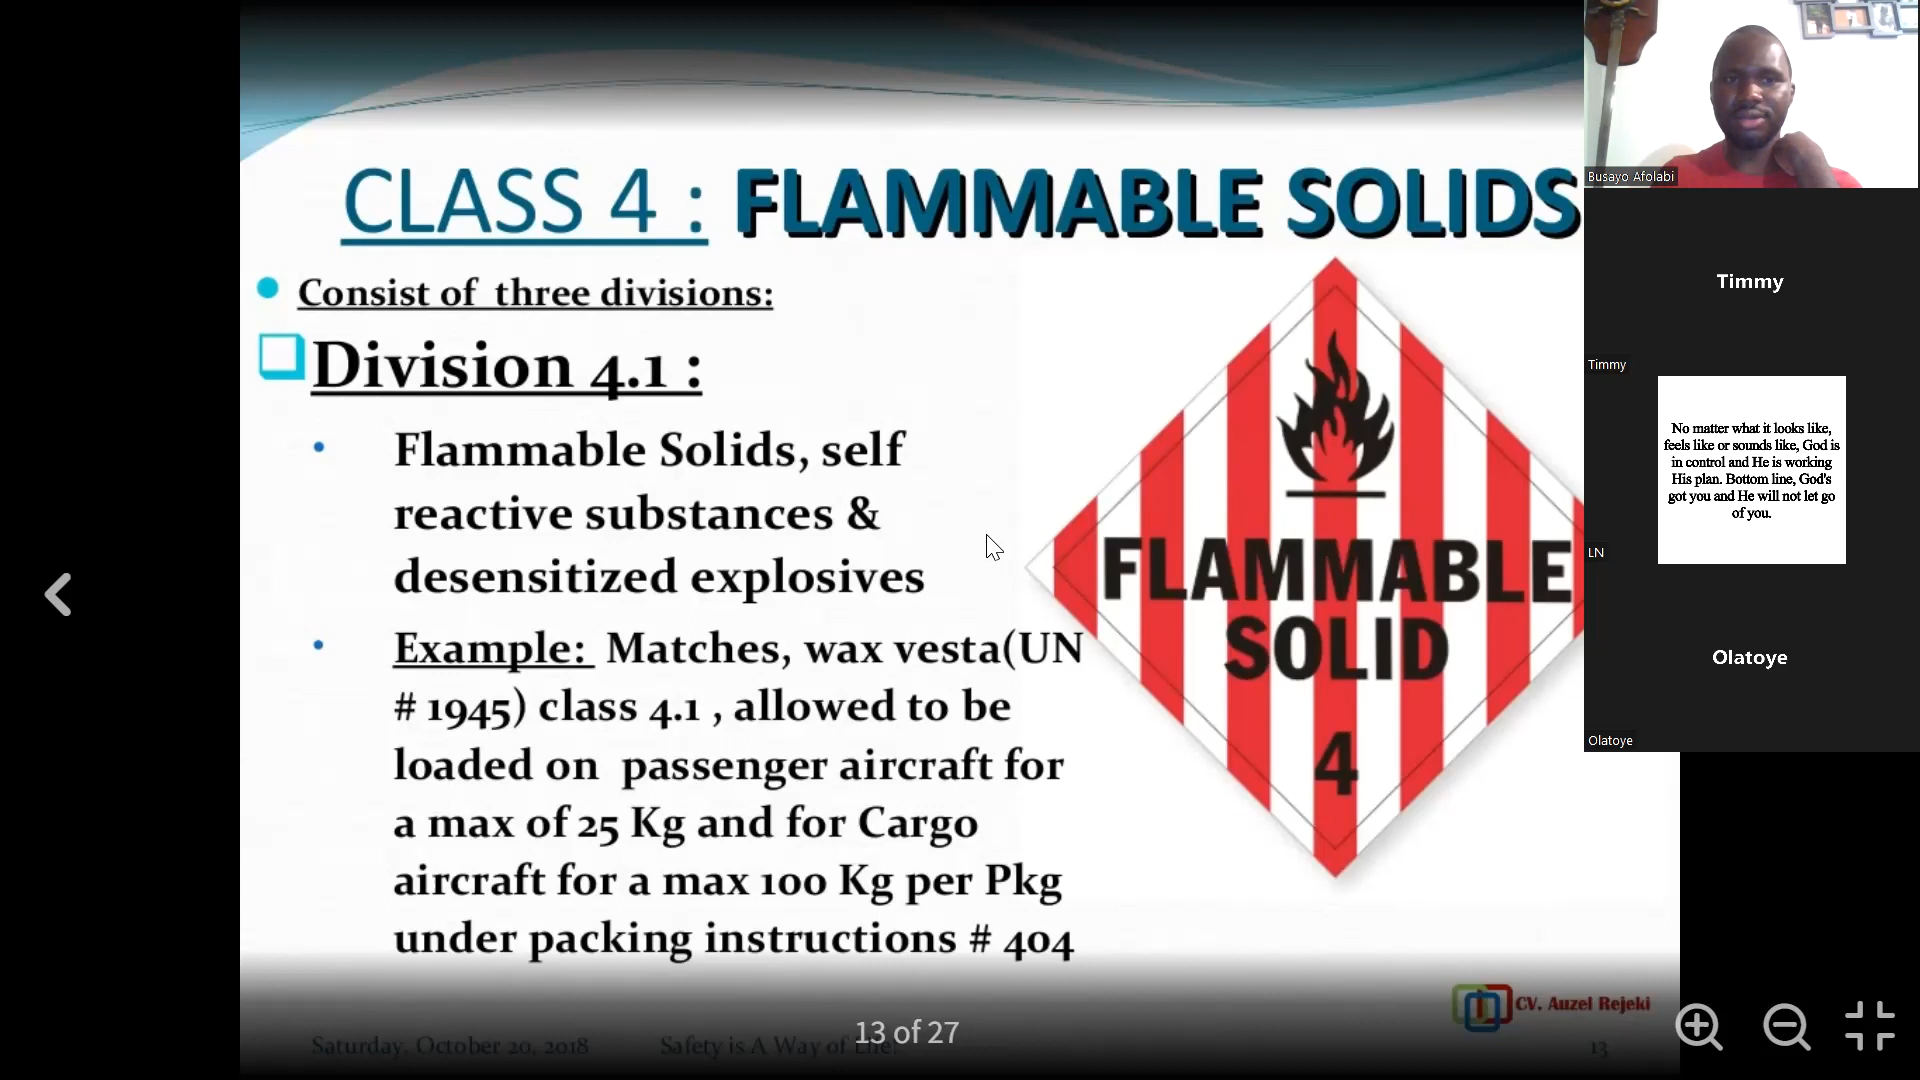 CLASS 4 : FLAMMABLE SOLIDS
Consist of three divisions:
Division 4.1 :
Flammable Solids, self
reactive substances &
desensitized explosives
Example: Matches, wax vesta(UN
# 1945) class 4.1 , allowed to be
loaded on passenger aircraft for
a max of 25 Kg and for Cargo
aircraft for a max 100 Kg per Pkg
under packing instructions # 404
FLAMMABLE
SOLID
4
CV. Auzel Rejeki
Saturday, October 20, 2018
Safety is A Way of Life!
13 of 27
13
Busayo Afolabi
Timmy
Timmy
No matter what it looks like,
feels like or sounds like, God is
in control and He is working
His plan. Bottom line, God's
got you and He will not let go
of you.
LN
Olatoye
Olatoye